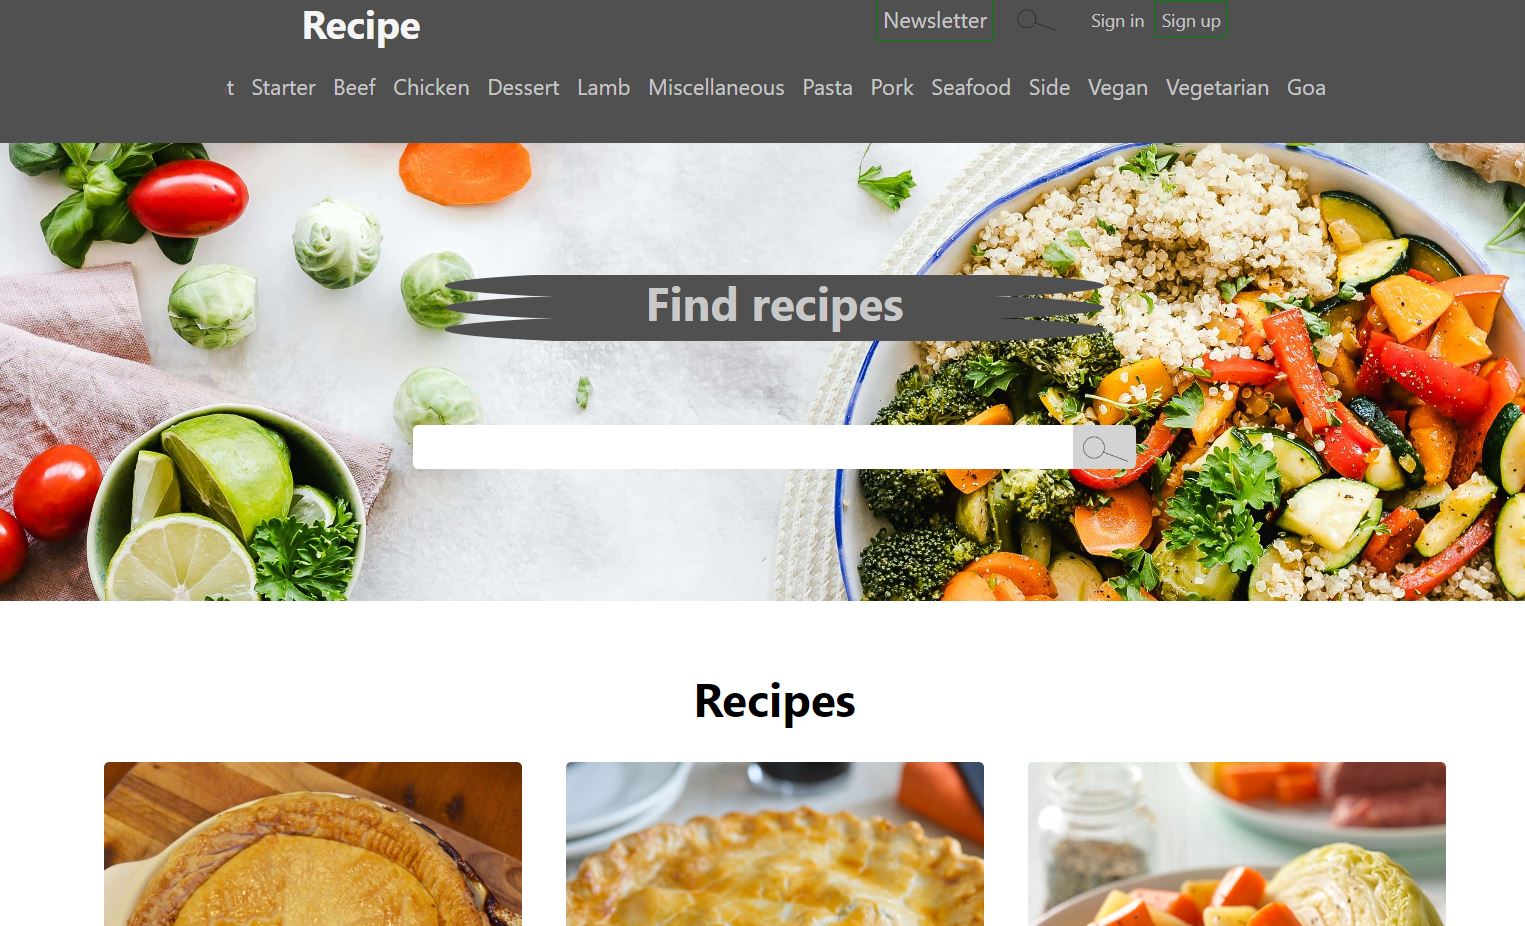 Recipe
Newsletter Sign in Sign up
t Starter Beef Chicken Dessert Lamb Miscellaneous Pasta Pork Seafood Side Vegan Vegetarian Goa
Find recipes
Recipes